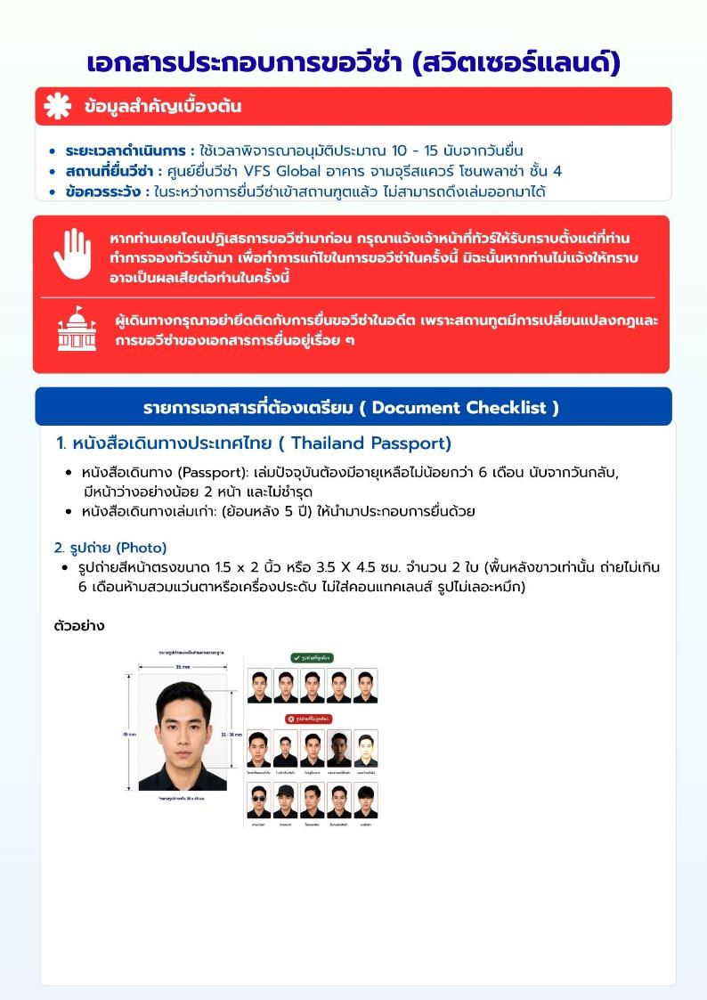 เอกสารประกอบการขอวีซ่า (สวิตเซอร์แลนด์)
ข้อมูลสำคัญเบื้องต้น
• ระยะเวลาดำเนินการ : ใช้เวลาพิจารณาอนุมัติประมาณ 10 - 15 นับจากวันยื่น
• สถานที่ยื่นวีซ่า : ศูนย์ยื่นวีซ่า VFS Global อาคาร จามจุรีสแควร์ โซนพลาซ่า ชั้น 4
• ข้อควรระวัง : ในระหว่างการยื่นวีซ่าเข้าสถานฑูตแล้ว ไม่สามารถดึงเล่มออกมาได้
หากท่านเคยโดนปฏิเสธการขอวีซ่ามาก่อน กรุณาแจ้งเจ้าหน้าที่ทัวร์ให้รับทราบตั้งแต่ที่ท่าน
ทำการจองทัวร์เข้ามา เพื่อทำการแก้ไขในการขอวีซ่าในครั้งนี้ มิฉะนั้นหากท่านไม่แจ้งให้ทราบ
อาจเป็นผลเสียต่อท่านในครั้งนี้
ผู้เดินทางกรุณาอย่ายึดติดกับการยื่นขอวีซ่าในอดีต เพราะสถานทูตมีการเปลี่ยนแปลงกฎและ
การขอวีซ่าของเอกสารการยื่นอยู่เรื่อย ๆ
รายการเอกสารที่ต้องเตรียม ( Document Checklist )
1. หนังสือเดินทางประเทศไทย ( Thailand Passport)
• หนังสือเดินทาง (Passport): เล่มปัจจุบันต้องมีอายุเหลือไม่น้อยกว่า 6 เดือน นับจากวันกลับ,
มีหน้าว่างอย่างน้อย 2 หน้า และไม่ชำรุด
• หนังสือเดินทางเล่มเก่า: (ย้อนหลัง 5 ปี) ให้นำมาประกอบการยื่นด้วย
2. รูปถ่าย (Photo)
• รูปถ่ายสีหน้าตรงขนาด 1.5 x 2 นิ้ว หรือ 3.5 X 4.5 ซม. จำนวน 2 ใบ (พื้นหลังขาวเท่านั้น ถ่ายไม่เกิน
6 เดือนห้ามสวมแว่นตาหรือเครื่องประดับ ไม่ใส่คอนแทคเลนส์ รูปไม่เลอะหมึก)
ตัวอย่าง
35 mm
45 mm
32 - 36 mm
รูปถ่ายที่ถูกต้อง
รูปถ่ายที่ไม่ถูกต้อง